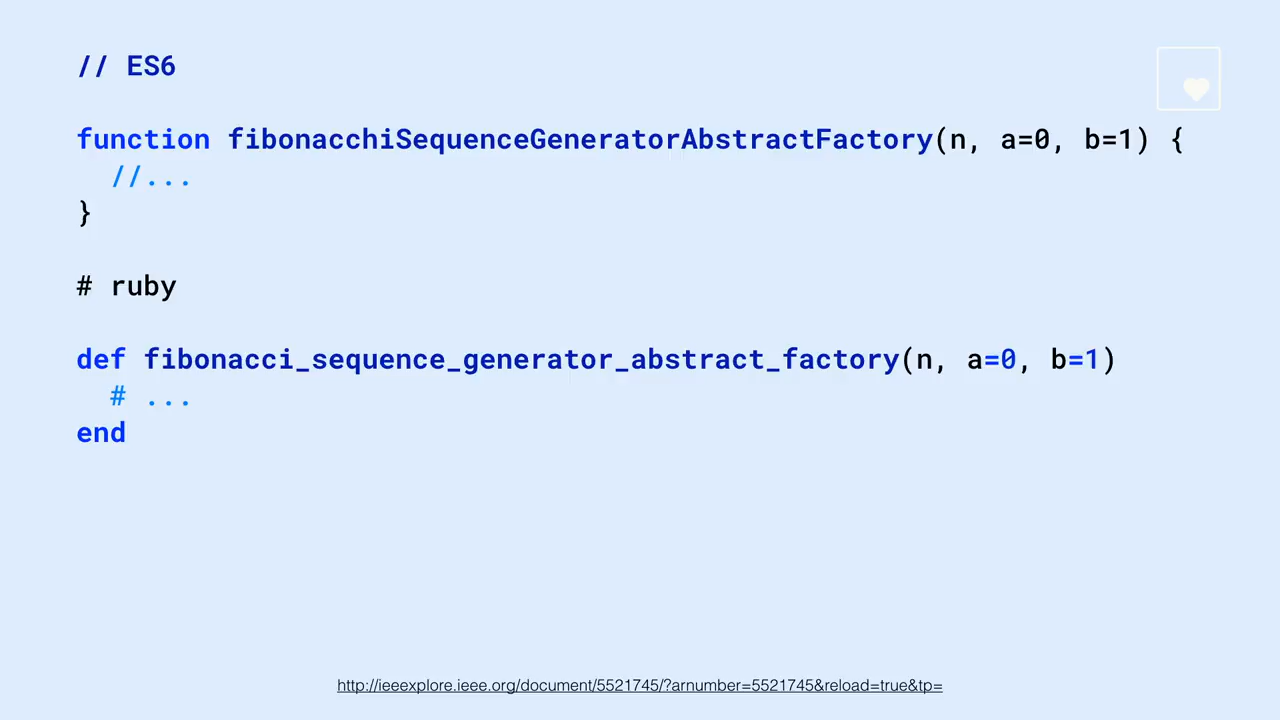 // ES6
function fibonacchiSequenceGeneratorAbstractFactory(n, a=0, b=1) {
//...
}
# ruby
def fibonacci_sequence_generator_abstract_factory(n, a=0, b=1)
# ...
end
http://ieeexplore.ieee.org/document/5521745/?arnumber=5521745&reload=true&tp=